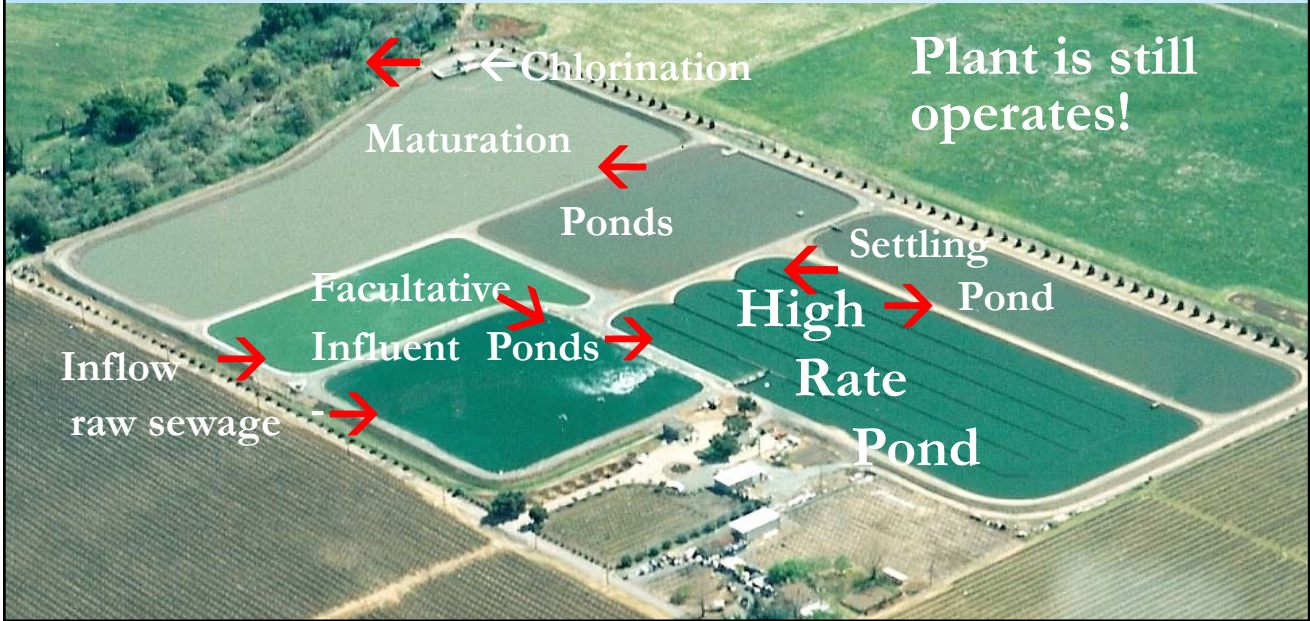 Chlorination
Plant is still
operates!
Maturation
Ponds
Settling
Pond
Facultative
Influent Ponds
High
Rate
Pond
Inflow
raw sewage -